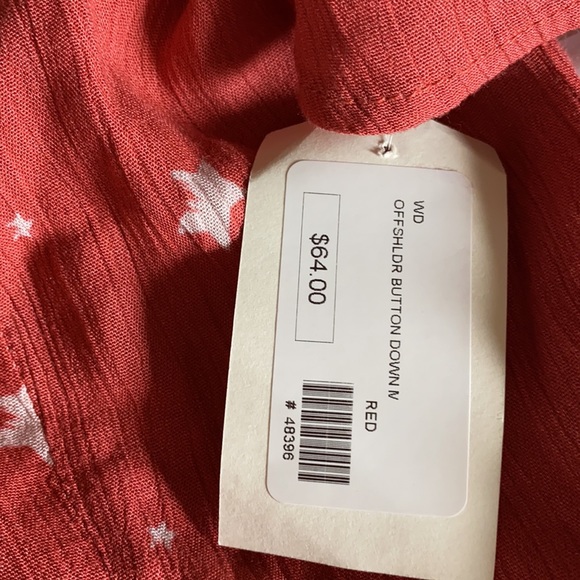 WD
OFFSHLDR BUTTON DOWN M
$64.00
RED
# 48396